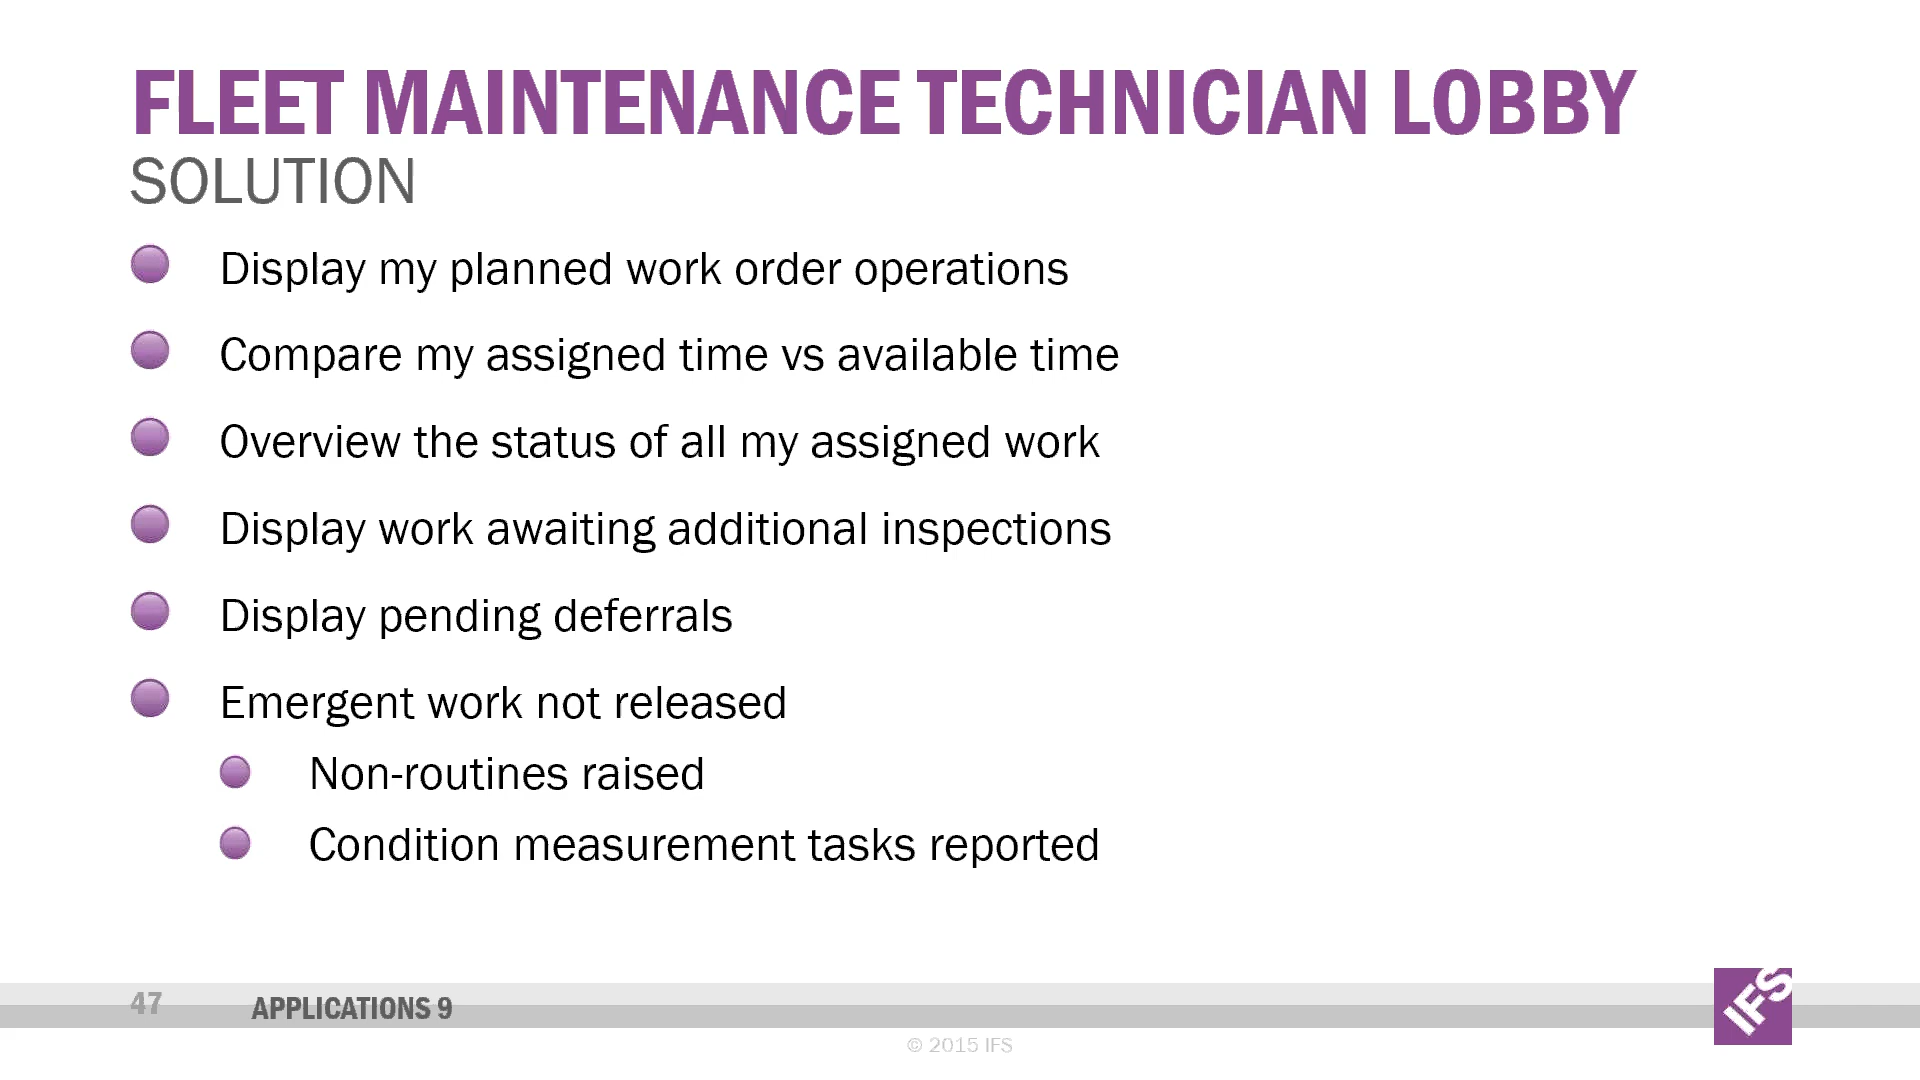 FLEET MAINTENANCE TECHNICIAN LOBBY
SOLUTION
Display my planned work order operations
Compare my assigned time vs available time
Overview the status of all my assigned work
Display work awaiting additional inspections
Display pending deferrals
Emergent work not released
Non-routines raised
Condition measurement tasks reported
47 APPLICATIONS 9
IFS
© 2015 IFS